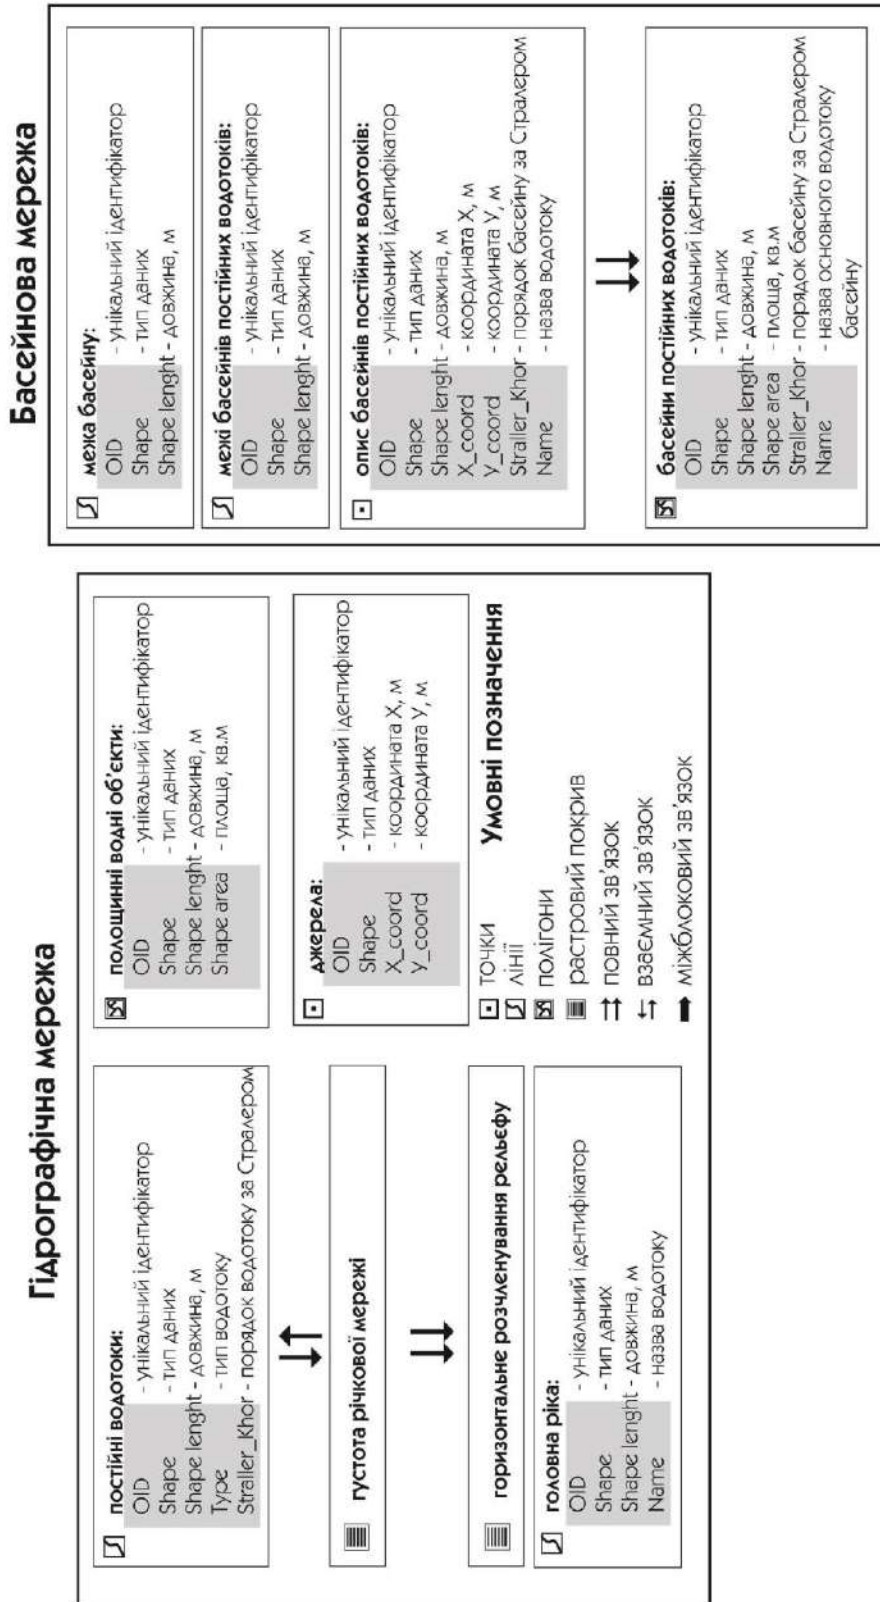 Гідрографічна мережа
постійні водотоки:
OID - унікальний ідентифікатор
Shape - тип даних
Shape lenght - довжина, м
Type - тип водотоку
Straller_Khor - порядок водотоку за Стралером
густота річкової мережі
горизонтальне розчленування рельєфу
головна ріка:
OID - унікальний ідентифікатор
Shape - тип даних
Shape lenght - довжина, м
Name - назва водотоку
полощинні водні об'єкти:
OID - унікальний ідентифікатор
Shape - тип даних
Shape lenght - довжина, м
Shape area - площа, кв.м
джерела:
OID - унікальний ідентифікатор
Shape - тип даних
X_coord - координата X, м
Y_coord - координата У, м
Умовні позначення
точки
лінії
полігони
растровий покрив
повний зв'язок
взаємний зв'язок
міжблоковий зв'язок
Басейнова мережа
межа басейну:
OID - унікальний ідентифікатор
Shape - тип даних
Shape lenght - довжина, м
межі басейнів постійних водотоків:
OID - унікальний ідентифікатор
Shape - тип даних
Shape lenght - довжина, м
опис басейнів постійних водотоків:
OID - унікальний ідентифікатор
Shape - тип даних
Shape lenght - довжина, м
X_coord - координата X, м
Y_coord - координата У, м
Straller_Khor - порядок басейну за Стралером
Name - назва водотоку
басейни постійних водотоків:
OID - унікальний ідентифікатор
Shape - тип даних
Shape lenght - довжина, м
Shape area - площа, кв.м
Straller_Khor - порядок басейну за Стралером
Name - назва основного водотоку
басейну